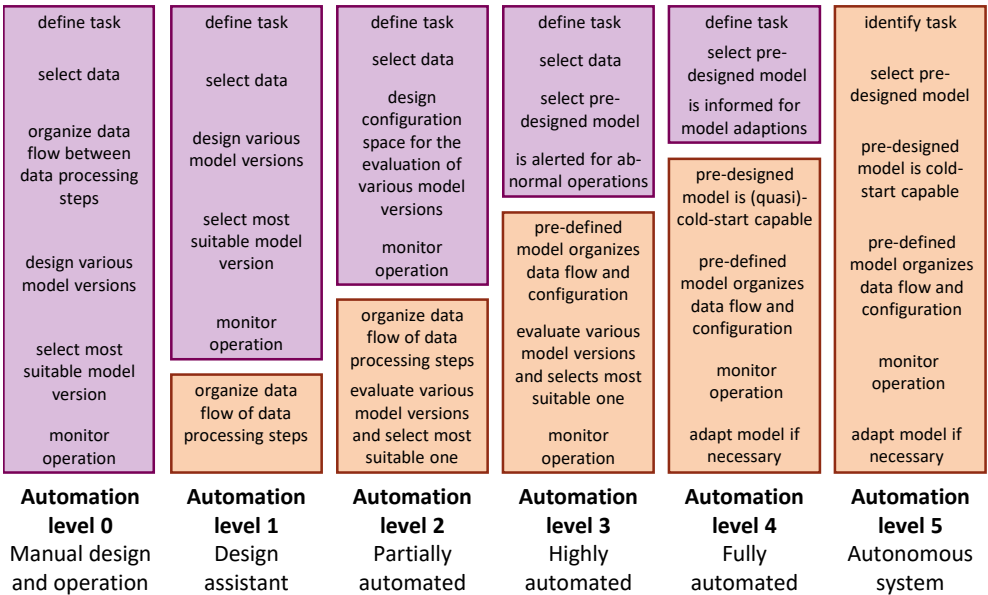 define task
select data
organize data
flow between
data processing
steps
design various
model versions
select most
suitable model
version
monitor
operation
Automation
level 0
Manual design
and operation
define task
select data
design various
model versions
select most
suitable model
version
monitor
operation
organize data
flow of data
processing steps
Automation
level 1
Design
assistant
define task
select data
design
configuration
space for the
evaluation of
various model
versions
monitor
operation
organize data
flow of data
processing steps
evaluate various
model versions
and select most
suitable one
Automation
level 2
Partially
automated
define task
select data
select pre-
designed model
is alerted for ab-
normal operations
pre-defined
model organizes
data flow and
configuration
evaluate various
model versions
and selects most
suitable one
monitor
operation
Automation
level 3
Highly
automated
define task
select pre-
designed model
is informed for
model adaptions
pre-designed
model is (quasi)-
cold-start capable
pre-defined
model organizes
data flow and
configuration
monitor
operation
adapt model if
necessary
Automation
level 4
Fully
automated
identify task
select pre-
designed model
pre-designed
model is cold-
start capable
pre-defined
model organizes
data flow and
configuration
monitor
operation
adapt model if
necessary
Automation
level 5
Autonomous
system